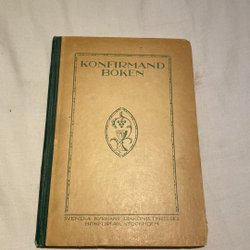 KONFIRMAND
BOKEN
SVENSKA KYRKANS DIAKONISTYRELSES
BOKFÖRLAG STOCKHOLM